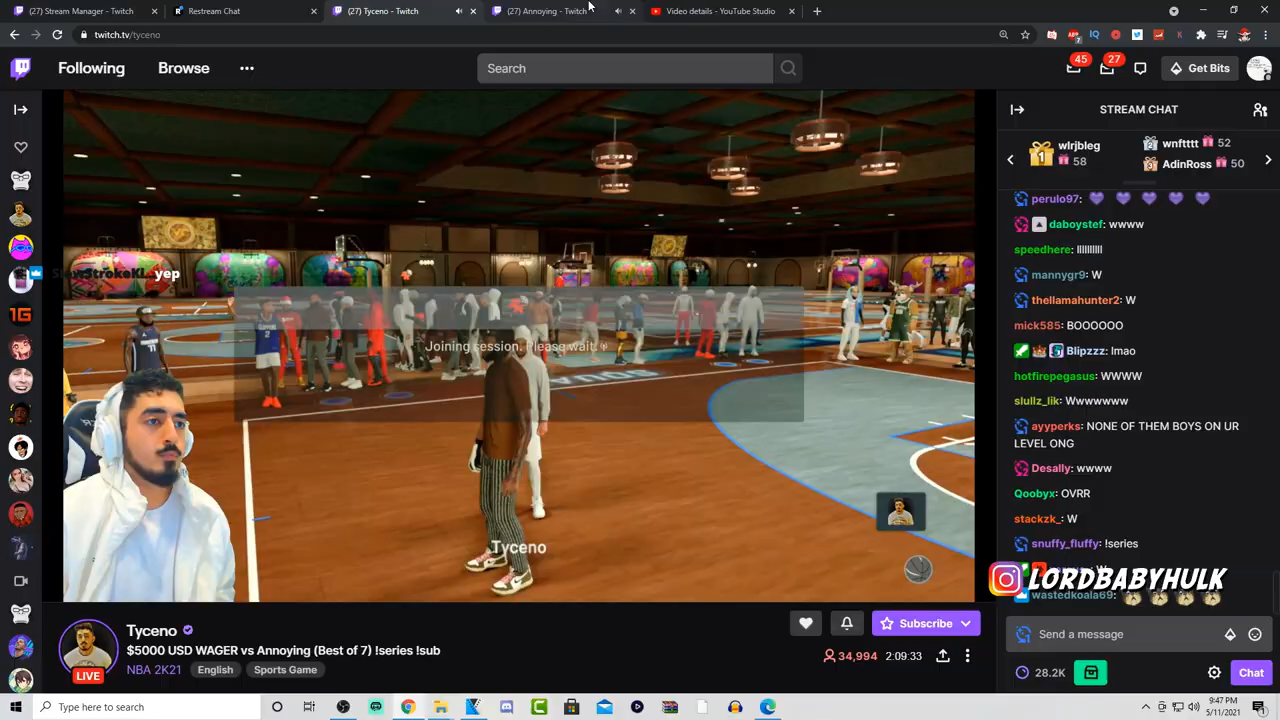 (27) Stream Manager - Twitch
Restream Chat
(27) Tyceno - Twitch
(27) Annoying - Twitch
Video details - YouTube Studio
twitch.tv/tyceno
Following
Browse
Search
45
27
Get Bits
STREAM CHAT
1
wlrjbleg
58
wnftttt 52
AdinRoss 50
perulo97:
daboystef: wwww
speedhere: llllllllll
mannygr9: W
thellamahunter2: W
mick585: BOOOOOO
Blipzzz: lmao
hotfirepegasus: WWWW
slullz_lik: Wwwwwww
ayyperks: NONE OF THEM BOYS ON UR
LEVEL ONG
Desally: wwww
Qoobyx: OVRR
stackzk_: W
snuffy_fluffy: !series
wastedkoala69:
LORDBABYHULK
Send a message
28.2K
Chat
yep
Joining session. Please wait.
Tyceno
Tyceno
LIVE
$5000 USD WAGER vs Annoying (Best of 7) !series !sub
NBA 2K21
English
Sports Game
Subscribe
34,994
2:09:33
Type here to search
9:47 PM
5/11/2021